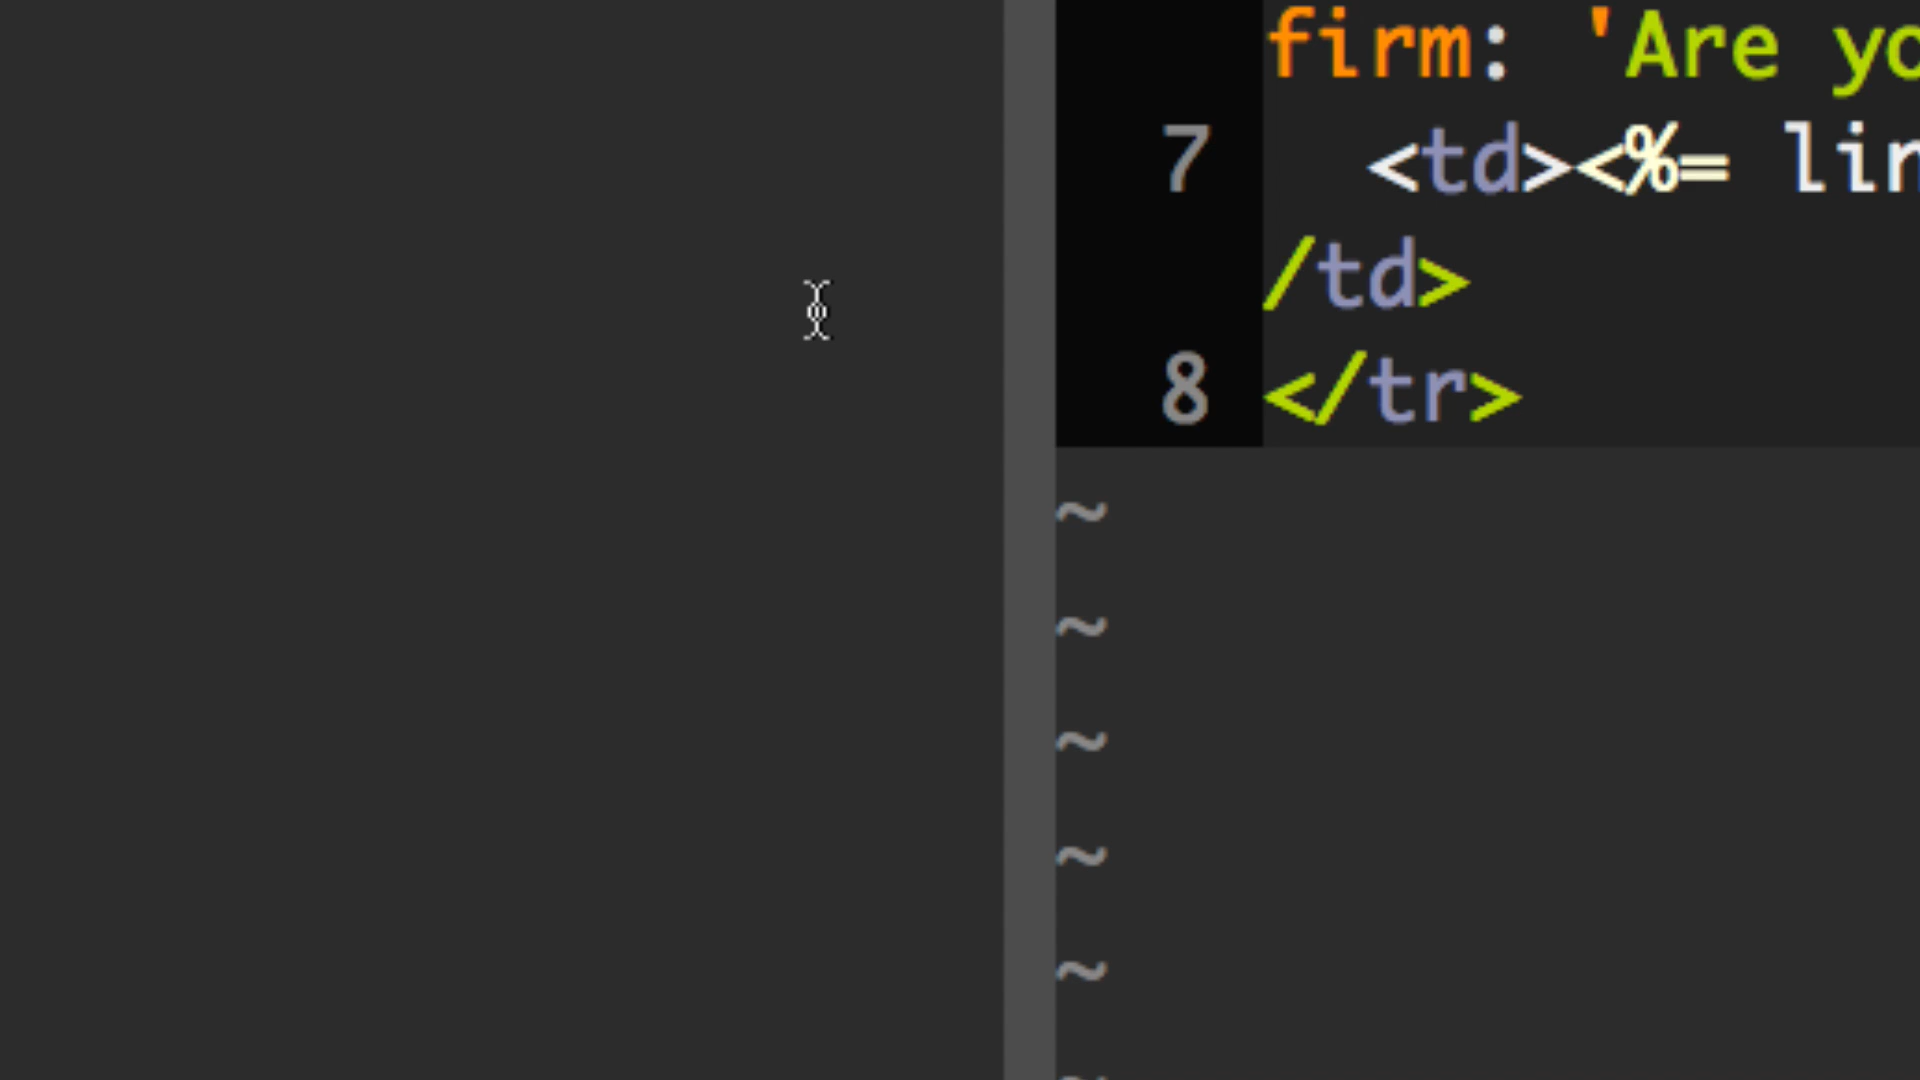 firm: 'Are yo
7 <td><%= lin
/td>
8 </tr>
~
~
~
~
~